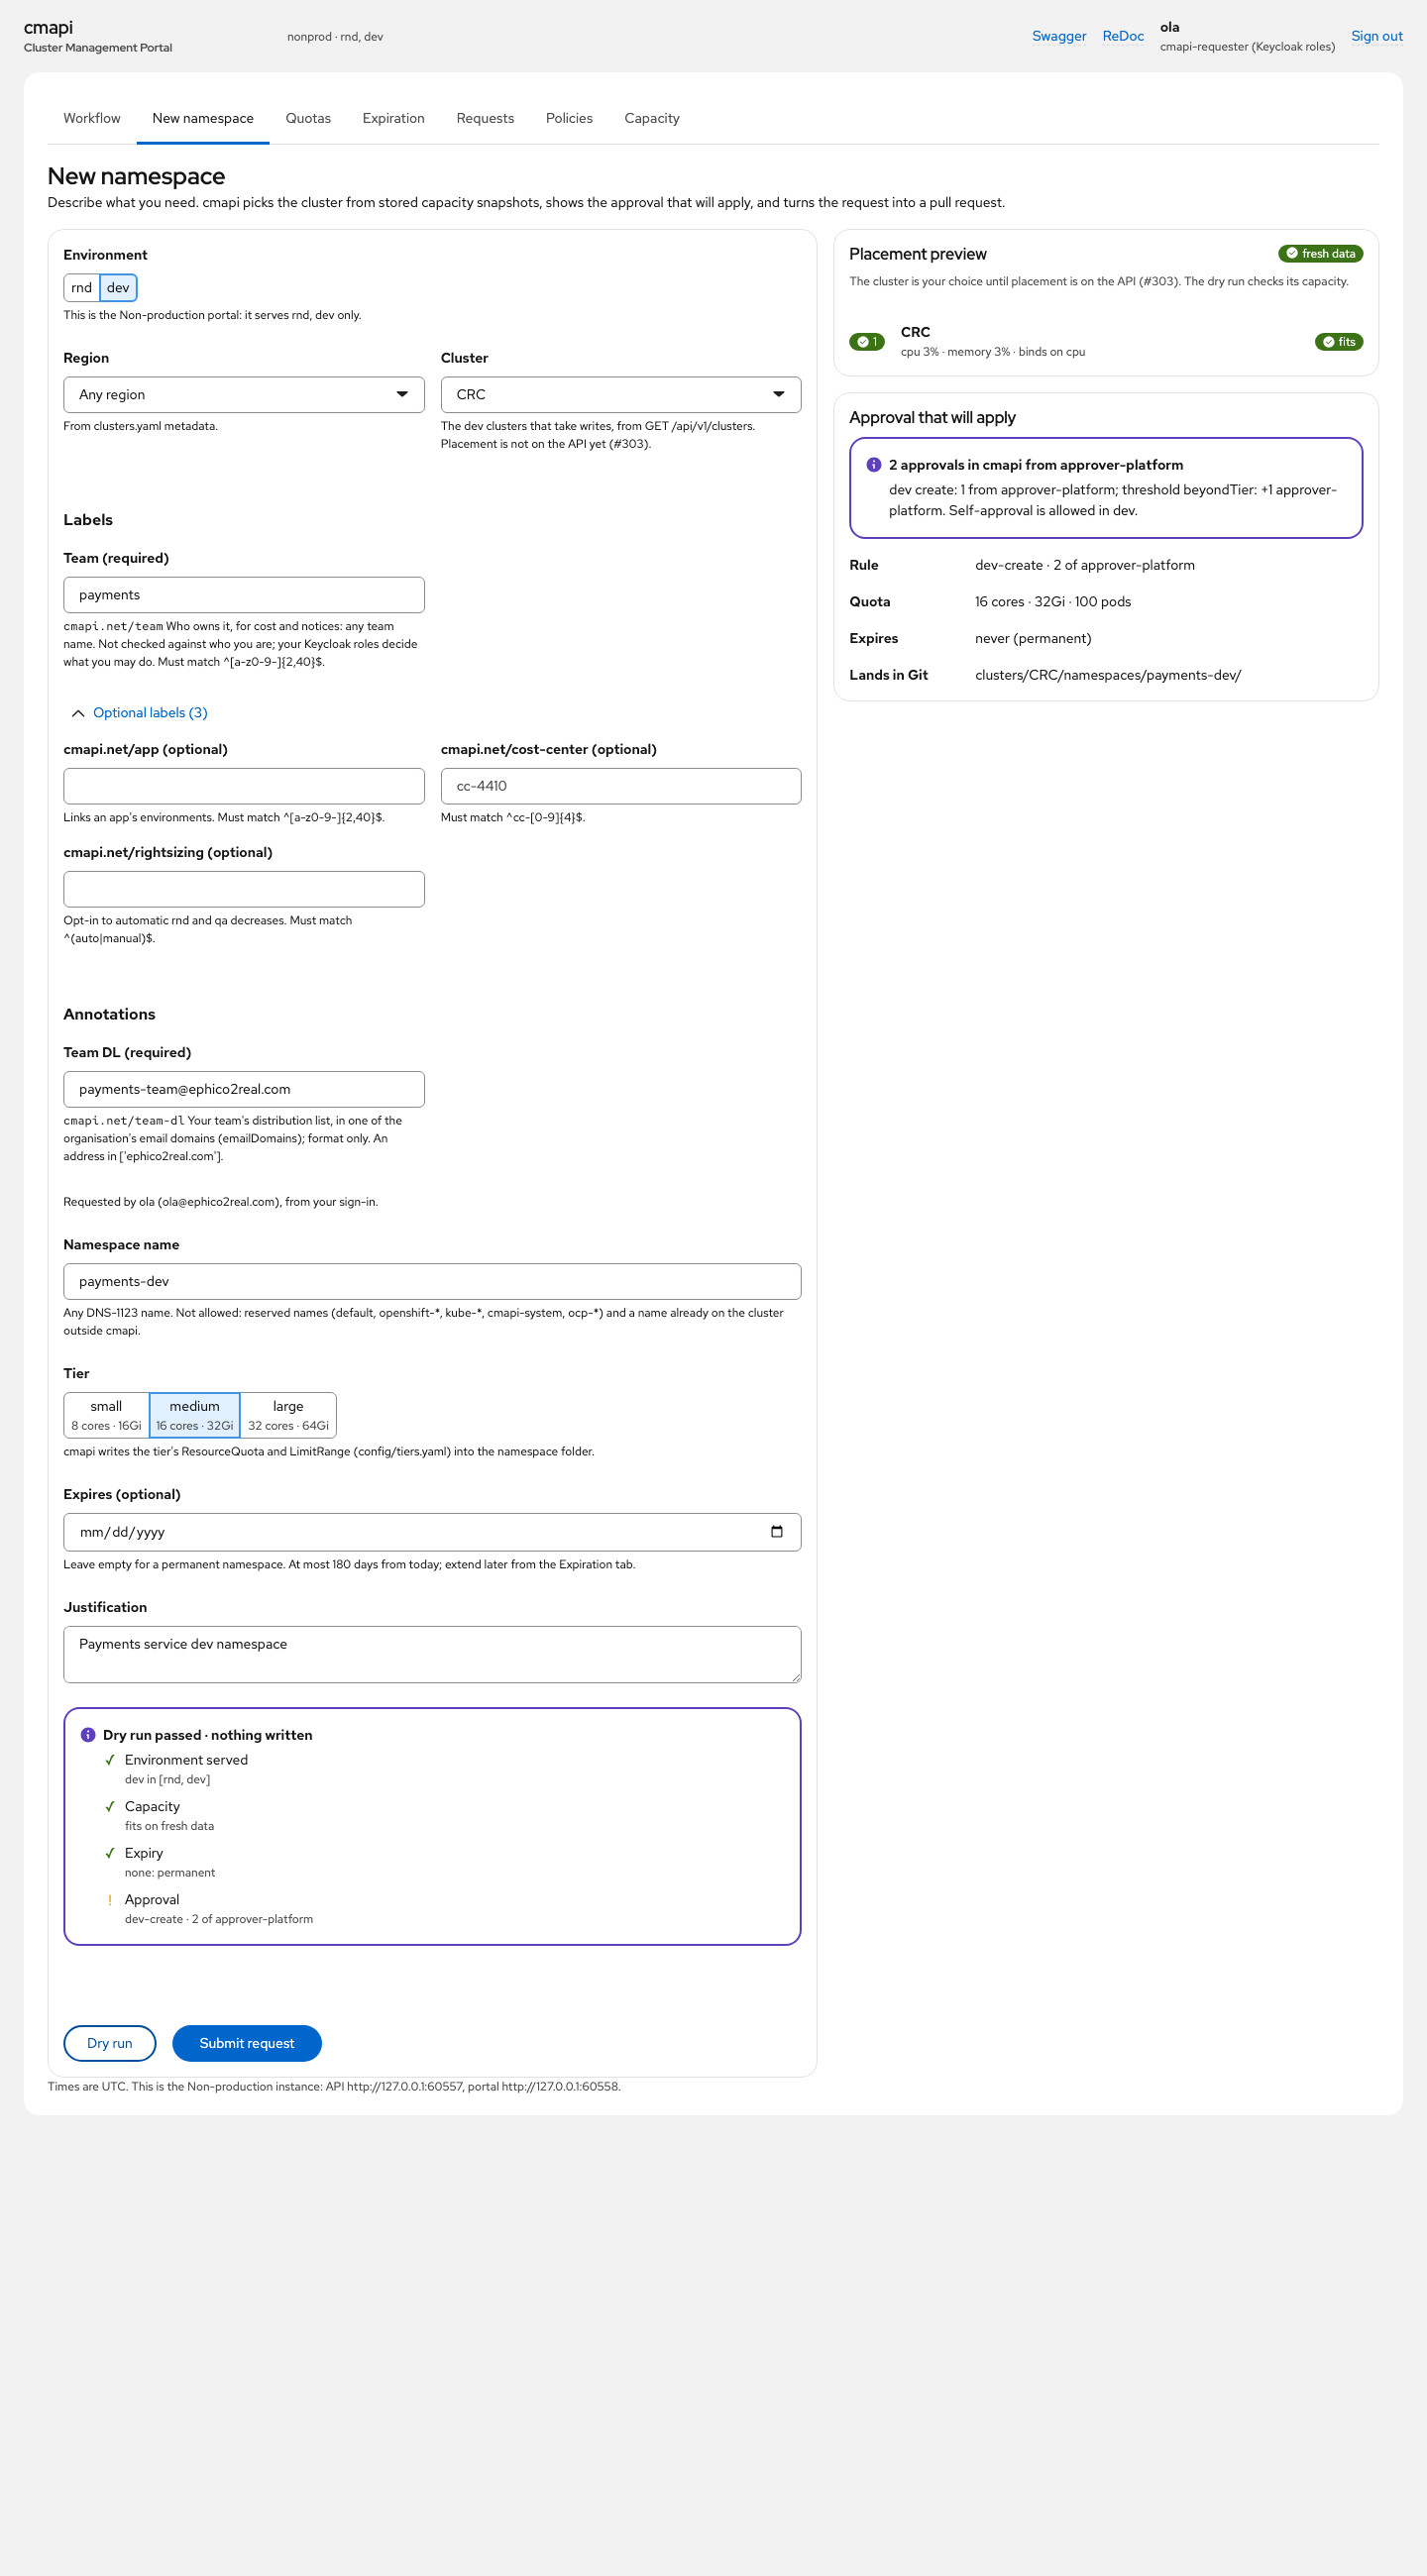 cmapi
Cluster Management Portal
nonprod · rnd, dev
Swagger
ReDoc
ola
cmapi-requester (Keycloak roles)
Sign out
Workflow
New namespace
Quotas
Expiration
Requests
Policies
Capacity
New namespace
Describe what you need. cmapi picks the cluster from stored capacity snapshots, shows the approval that will apply, and turns the request into a pull request.
Environment
rnd
dev
This is the Non-production portal: it serves rnd, dev only.
Region
Any region
From clusters.yaml metadata.
Cluster
CRC
The dev clusters that take writes, from GET /api/v1/clusters.
Placement is not on the API yet (#303).
Labels
Team (required)
payments
cmapi.net/team Who owns it, for cost and notices: any team
name. Not checked against who you are; your Keycloak roles decide
what you may do. Must match ^[a-z0-9-]{2,40}$.
Optional labels (3)
cmapi.net/app (optional)
Links an app's environments. Must match ^[a-z0-9-]{2,40}$.
cmapi.net/cost-center (optional)
cc-4410
Must match ^cc-[0-9]{4}$.
cmapi.net/rightsizing (optional)
Opt-in to automatic rnd and qa decreases. Must match
^(auto|manual)$.
Annotations
Team DL (required)
payments-team@ephico2real.com
cmapi.net/team-dl Your team's distribution list, in one of the
organisation's email domains (emailDomains); format only. An
address in ['ephico2real.com'].
Requested by ola (ola@ephico2real.com), from your sign-in.
Namespace name
payments-dev
Any DNS-1123 name. Not allowed: reserved names (default, openshift-*, kube-*, cmapi-system, ocp-*) and a name already on the cluster
outside cmapi.
Tier
small
8 cores · 16Gi
medium
16 cores · 32Gi
large
32 cores · 64Gi
cmapi writes the tier's ResourceQuota and LimitRange (config/tiers.yaml) into the namespace folder.
Expires (optional)
mm/dd/yyyy
Leave empty for a permanent namespace. At most 180 days from today; extend later from the Expiration tab.
Justification
Payments service dev namespace
Dry run passed · nothing written
Environment served
dev in [rnd, dev]
Capacity
fits on fresh data
Expiry
none: permanent
! Approval
dev-create · 2 of approver-platform
Dry run
Submit request
Placement preview
fresh data
The cluster is your choice until placement is on the API (#303). The dry run checks its capacity.
1
CRC
cpu 3% · memory 3% · binds on cpu
fits
Approval that will apply
2 approvals in cmapi from approver-platform
dev create: 1 from approver-platform; threshold beyondTier: +1 approver-
platform. Self-approval is allowed in dev.
Rule
dev-create · 2 of approver-platform
Quota
16 cores · 32Gi · 100 pods
Expires
never (permanent)
Lands in Git
clusters/CRC/namespaces/payments-dev/
Times are UTC. This is the Non-production instance: API http://127.0.0.1:60557, portal http://127.0.0.1:60558.